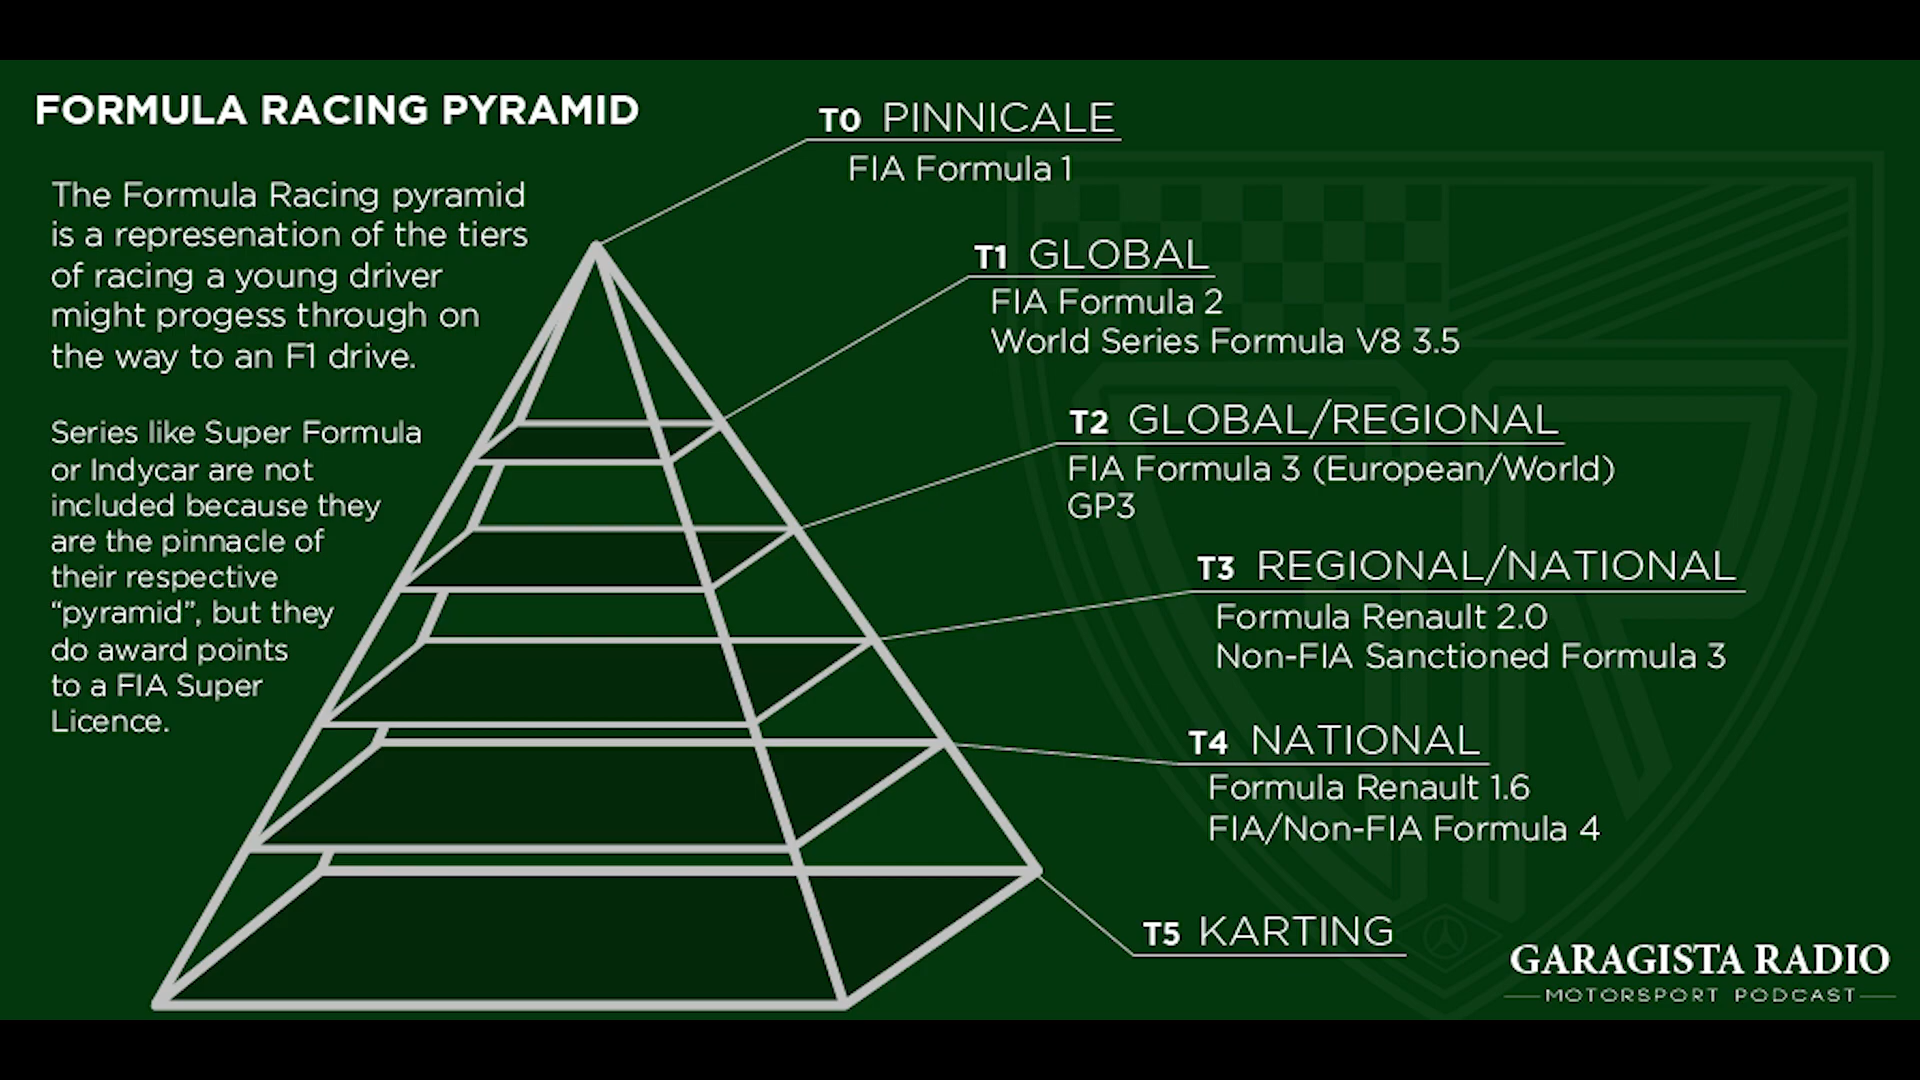 FORMULA RACING PYRAMID
The Formula Racing pyramid
is a represenation of the tiers
of racing a young driver
might progess through on
the way to an F1 drive.
Series like Super Formula
or Indycar are not
included because they
are the pinnacle of
their respective
“pyramid”, but they
do award points
to a FIA Super
Licence.
T0 PINNICALE
FIA Formula 1
T1 GLOBAL
FIA Formula 2
World Series Formula V8 3.5
T2 GLOBAL/REGIONAL
FIA Formula 3 (European/World)
GP3
T3 REGIONAL/NATIONAL
Formula Renault 2.0
Non-FIA Sanctioned Formula 3
T4 NATIONAL
Formula Renault 1.6
FIA/Non-FIA Formula 4
T5 KARTING
GARAGISTA RADIO
MOTORSPORT PODCAST